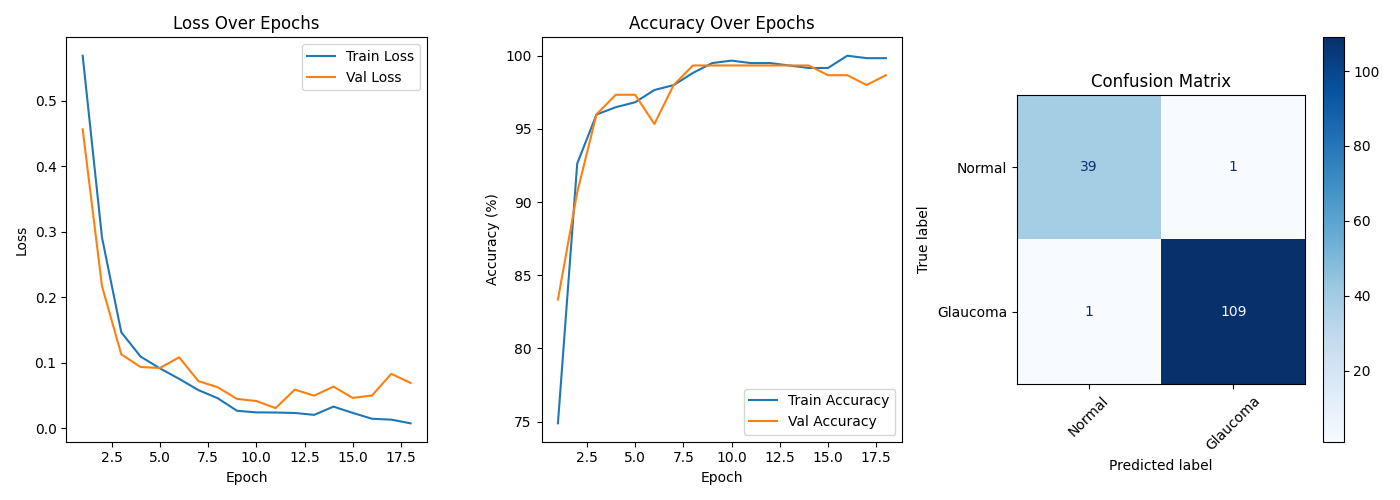 Loss Over Epochs
Train Loss
Val Loss
0.5
0.4
0.3
0.2
0.1
0.0
Loss
2.5 5.0 7.5 10.0 12.5 15.0 17.5
Epoch
Accuracy Over Epochs
100
95
90
85
80
75
Accuracy (%)
Train Accuracy
Val Accuracy
2.5 5.0 7.5 10.0 12.5 15.0 17.5
Epoch
Confusion Matrix
True label
Normal 39 1
Glaucoma 1 109
Normal Glaucoma
Predicted label
100
80
60
40
20